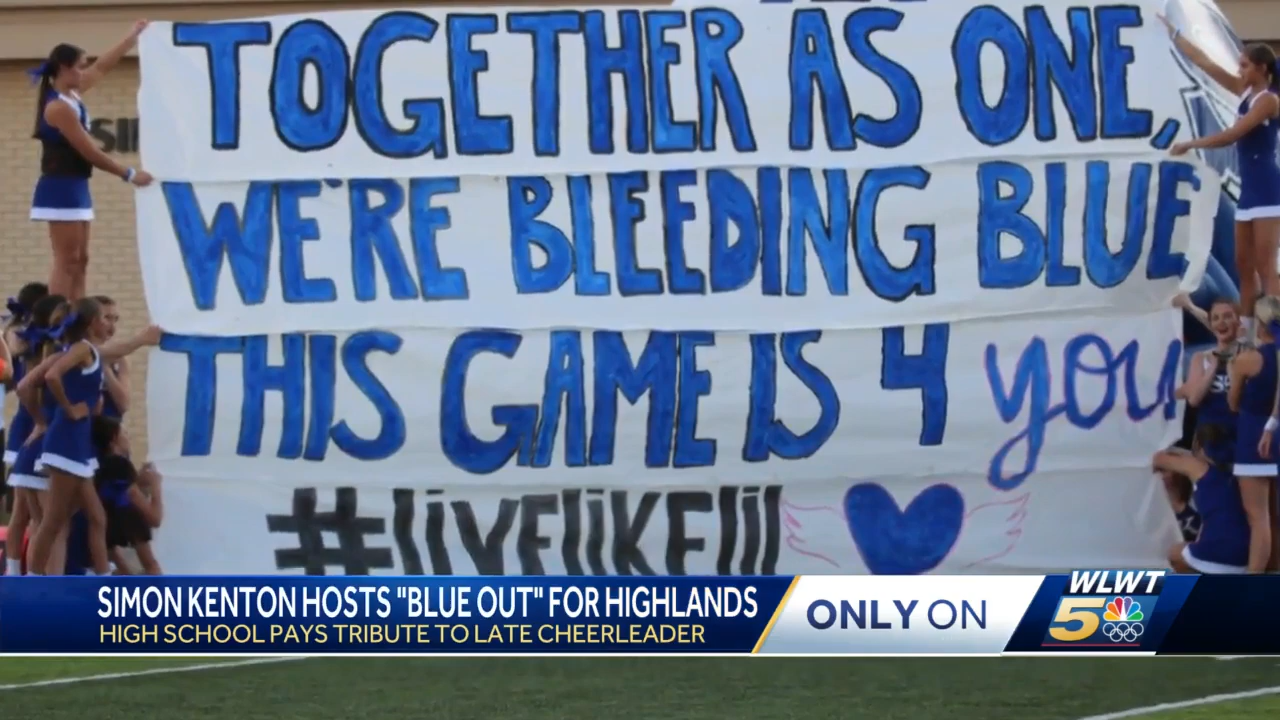 TOGETHER AS ONE,
WE'RE BLEEDING BLUE
THIS GAME IS 4 you
#livelikelil
SIMON KENTON HOSTS "BLUE OUT" FOR HIGHLANDS
HIGH SCHOOL PAYS TRIBUTE TO LATE CHEERLEADER
ONLY ON
WLWT
5